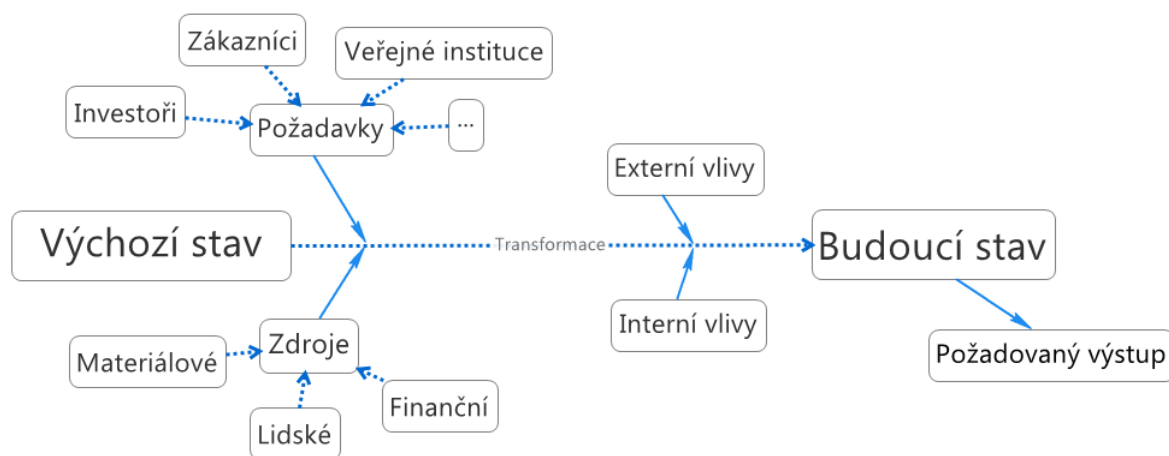 Zákazníci
Veřejné instituce
Investoři
Požadavky
...
Externí vlivy
Výchozí stav
Transformace
Budoucí stav
Interní vlivy
Zdroje
Materiálové
Požadovaný výstup
Finanční
Lidské